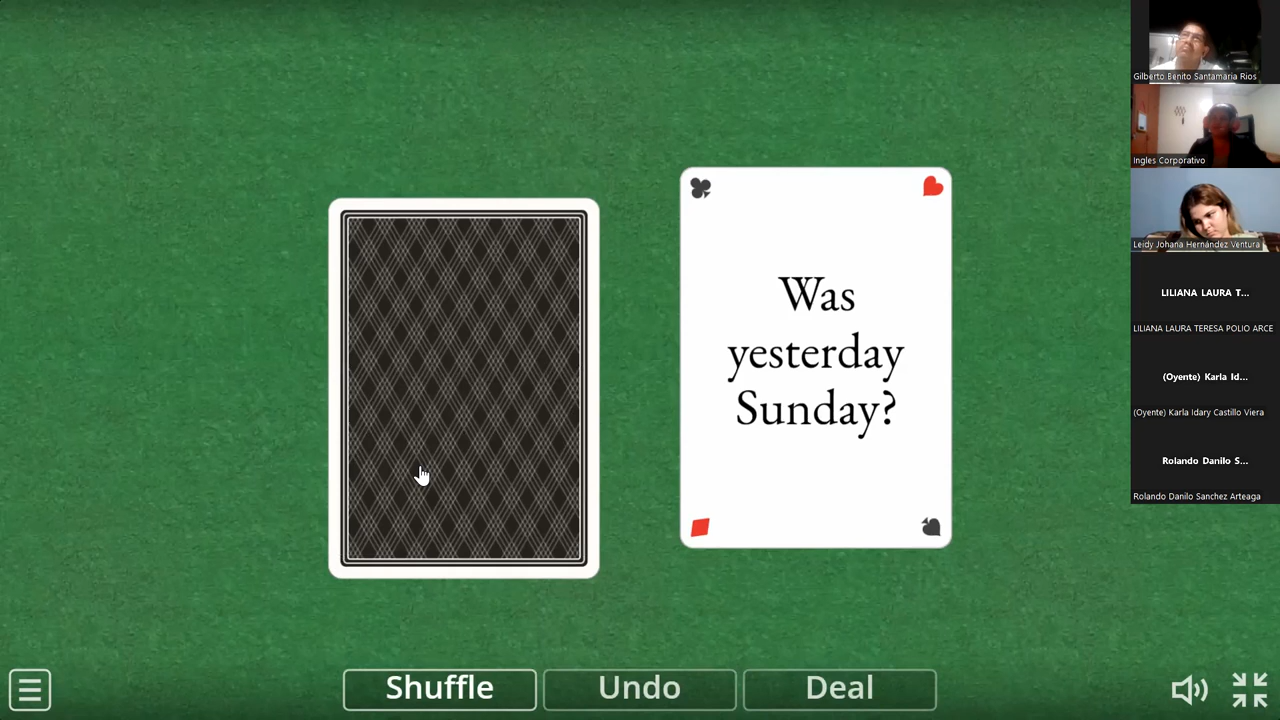 Was
yesterday
Sunday?
Shuffle
Undo
Deal
Gilberto Benito Santamaria Rios
Ingles Corporativo
Leidy Johana Hernández Ventura
LILIANA LAURA T...
LILIANA LAURA TERESA POLIO ARCE
(Oyente) Karla Id...
(Oyente) Karla Idary Castillo Viera
Rolando Danilo S...
Rolando Danilo Sanchez Arteaga